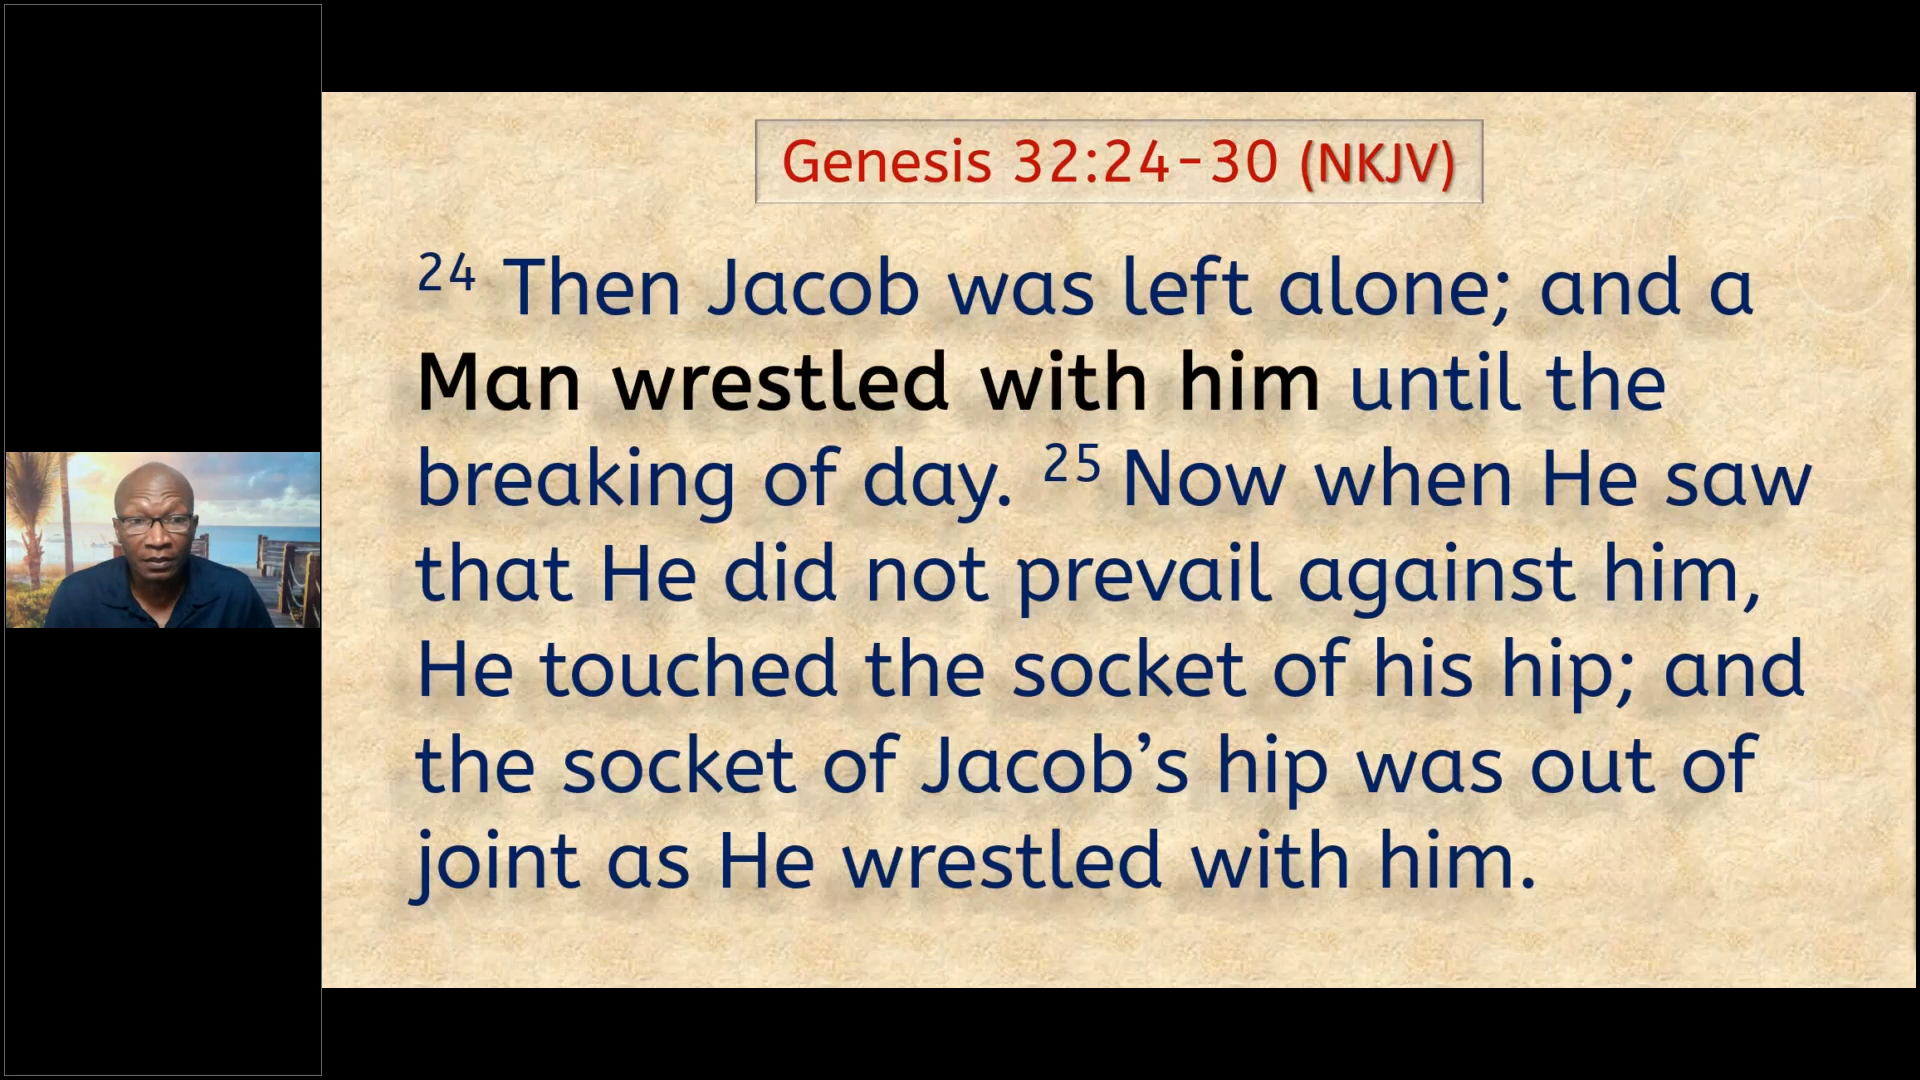 Genesis 32:24-30 (NKJV)
24 Then Jacob was left alone; and a
Man wrestled with him until the
breaking of day. 25 Now when He saw
that He did not prevail against him,
He touched the socket of his hip; and
the socket of Jacob’s hip was out of
joint as He wrestled with him.